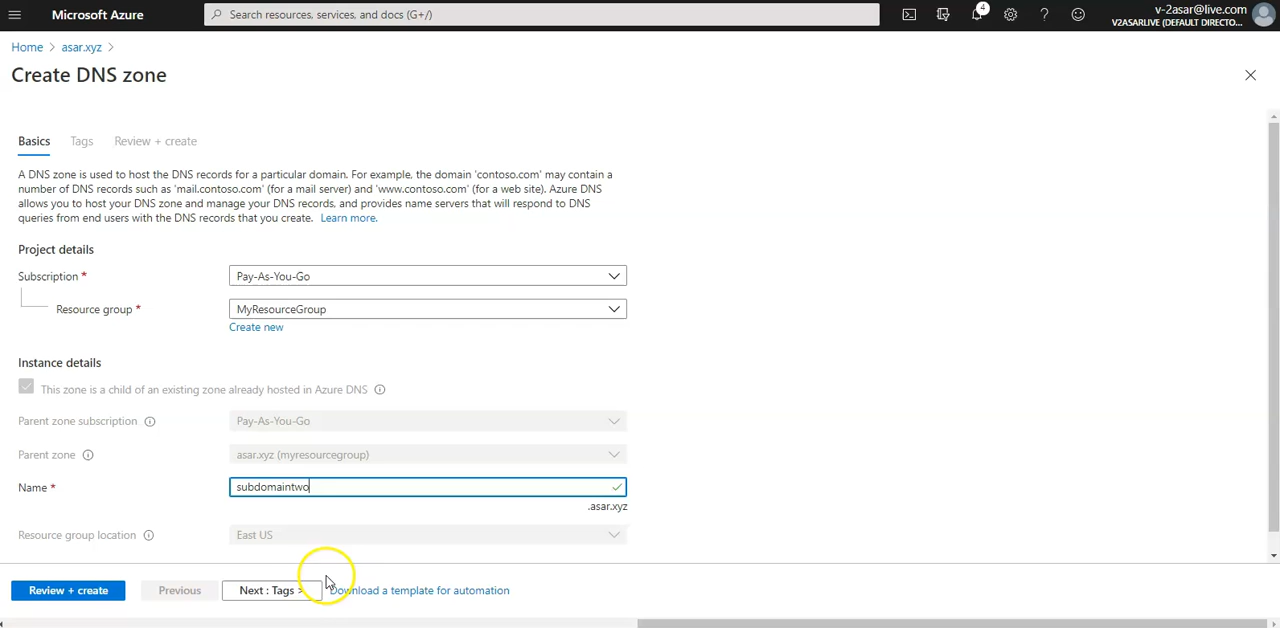 Microsoft Azure
Search resources, services, and docs (G+/)
4
v-2asar@live.com
V2ASARLIVE (DEFAULT DIRECTO...
Home > asar.xyz >
Create DNS zone
Basics Tags Review + create
A DNS zone is used to host the DNS records for a particular domain. For example, the domain 'contoso.com' may contain a
number of DNS records such as 'mail.contoso.com' (for a mail server) and 'www.contoso.com' (for a web site). Azure DNS
allows you to host your DNS zone and manage your DNS records, and provides name servers that will respond to DNS
queries from end users with the DNS records that you create. Learn more.
Project details
Subscription * Pay-As-You-Go
Resource group * MyResourceGroup
Create new
Instance details
This zone is a child of an existing zone already hosted in Azure DNS
Parent zone subscription Pay-As-You-Go
Parent zone asar.xyz (myresourcegroup)
Name * subdomaintwo
.asar.xyz
Resource group location East US
Review + create Previous Next : Tags > Download a template for automation